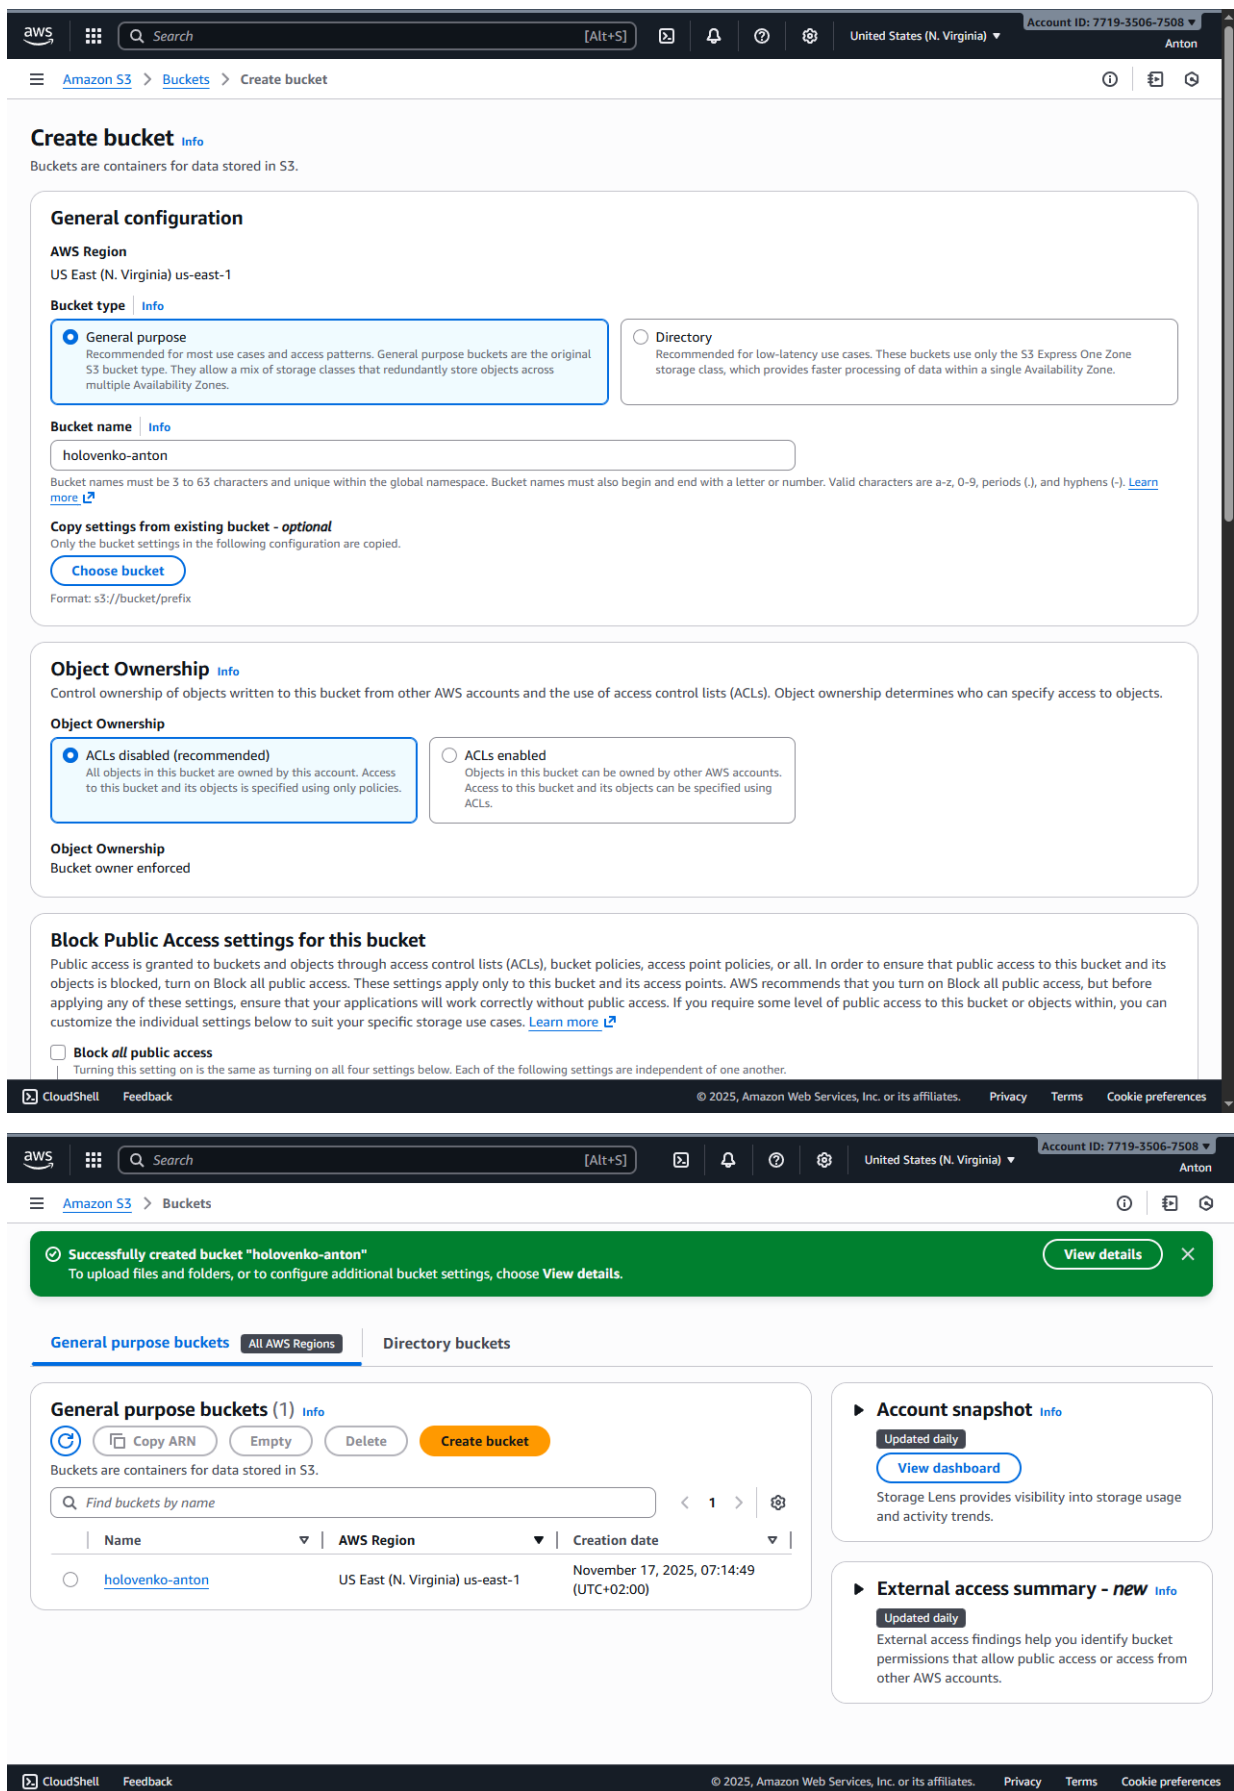 aws
Search
[Alt+S]
United States (N. Virginia) ▼
Account ID: 7719-3506-7508 ▼
Anton
Amazon S3 > Buckets > Create bucket
Create bucket Info
Buckets are containers for data stored in S3.
General configuration
AWS Region
US East (N. Virginia) us-east-1
Bucket type Info
General purpose
Recommended for most use cases and access patterns. General purpose buckets are the original
S3 bucket type. They allow a mix of storage classes that redundantly store objects across
multiple Availability Zones.
Directory
Recommended for low-latency use cases. These buckets use only the S3 Express One Zone
storage class, which provides faster processing of data within a single Availability Zone.
Bucket name Info
holovenko-anton
Bucket names must be 3 to 63 characters and unique within the global namespace. Bucket names must also begin and end with a letter or number. Valid characters are a-z, 0-9, periods (.), and hyphens (-). Learn
more
Copy settings from existing bucket - optional
Only the bucket settings in the following configuration are copied.
Choose bucket
Format: s3://bucket/prefix
Object Ownership Info
Control ownership of objects written to this bucket from other AWS accounts and the use of access control lists (ACLs). Object ownership determines who can specify access to objects.
Object Ownership
ACLs disabled (recommended)
All objects in this bucket are owned by this account. Access
to this bucket and its objects is specified using only policies.
ACLs enabled
Objects in this bucket can be owned by other AWS accounts.
Access to this bucket and its objects can be specified using
ACLs.
Object Ownership
Bucket owner enforced
Block Public Access settings for this bucket
Public access is granted to buckets and objects through access control lists (ACLs), bucket policies, access point policies, or all. In order to ensure that public access to this bucket and its
objects is blocked, turn on Block all public access. These settings apply only to this bucket and its access points. AWS recommends that you turn on Block all public access, but before
applying any of these settings, ensure that your applications will work correctly without public access. If you require some level of public access to this bucket or objects within, you can
customize the individual settings below to suit your specific storage use cases. Learn more
Block all public access
Turning this setting on is the same as turning on all four settings below. Each of the following settings are independent of one another.
CloudShell Feedback © 2025, Amazon Web Services, Inc. or its affiliates. Privacy Terms Cookie preferences
aws
Search
[Alt+S]
United States (N. Virginia) ▼
Account ID: 7719-3506-7508 ▼
Anton
Amazon S3 > Buckets
Successfully created bucket "holovenko-anton"
To upload files and folders, or to configure additional bucket settings, choose View details.
View details
General purpose buckets All AWS Regions
Directory buckets
General purpose buckets (1) Info
Copy ARN
Empty
Delete
Create bucket
Buckets are containers for data stored in S3.
Find buckets by name
1
Name AWS Region Creation date
holovenko-anton US East (N. Virginia) us-east-1 November 17, 2025, 07:14:49
(UTC+02:00)
Account snapshot Info
Updated daily
View dashboard
Storage Lens provides visibility into storage usage
and activity trends.
External access summary - new Info
Updated daily
External access findings help you identify bucket
permissions that allow public access or access from
other AWS accounts.
CloudShell Feedback © 2025, Amazon Web Services, Inc. or its affiliates. Privacy Terms Cookie preferences